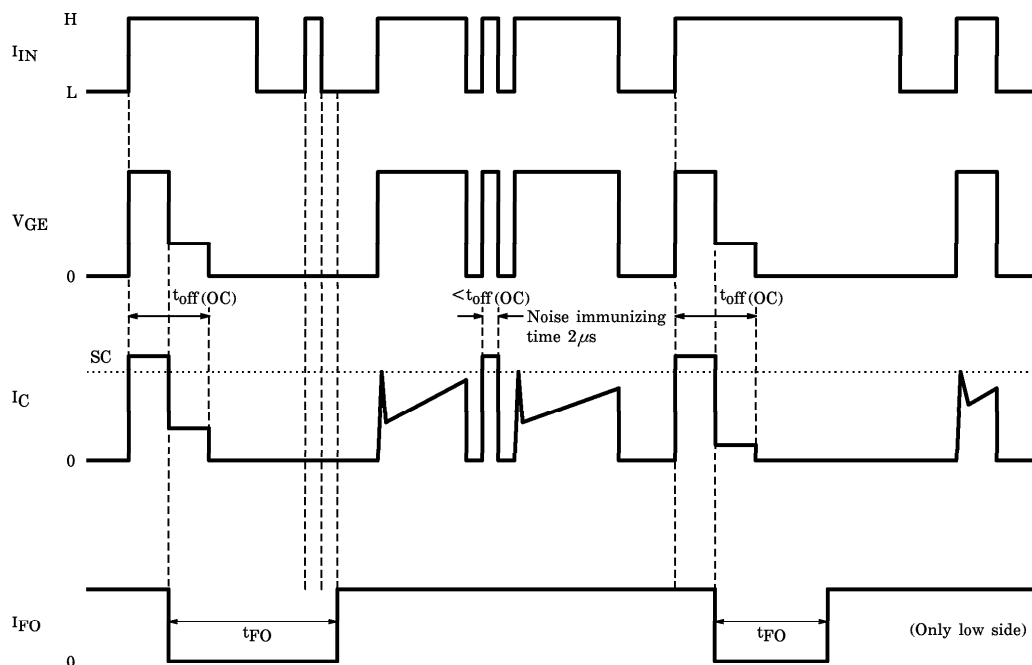 H
I_IN
L
V_GE
0
t_off(OC)
<t_off(OC)
t_off(OC)
Noise immunizing
time 2μs
SC
I_C
0
I_FO
t_FO
t_FO
(Only low side)
0